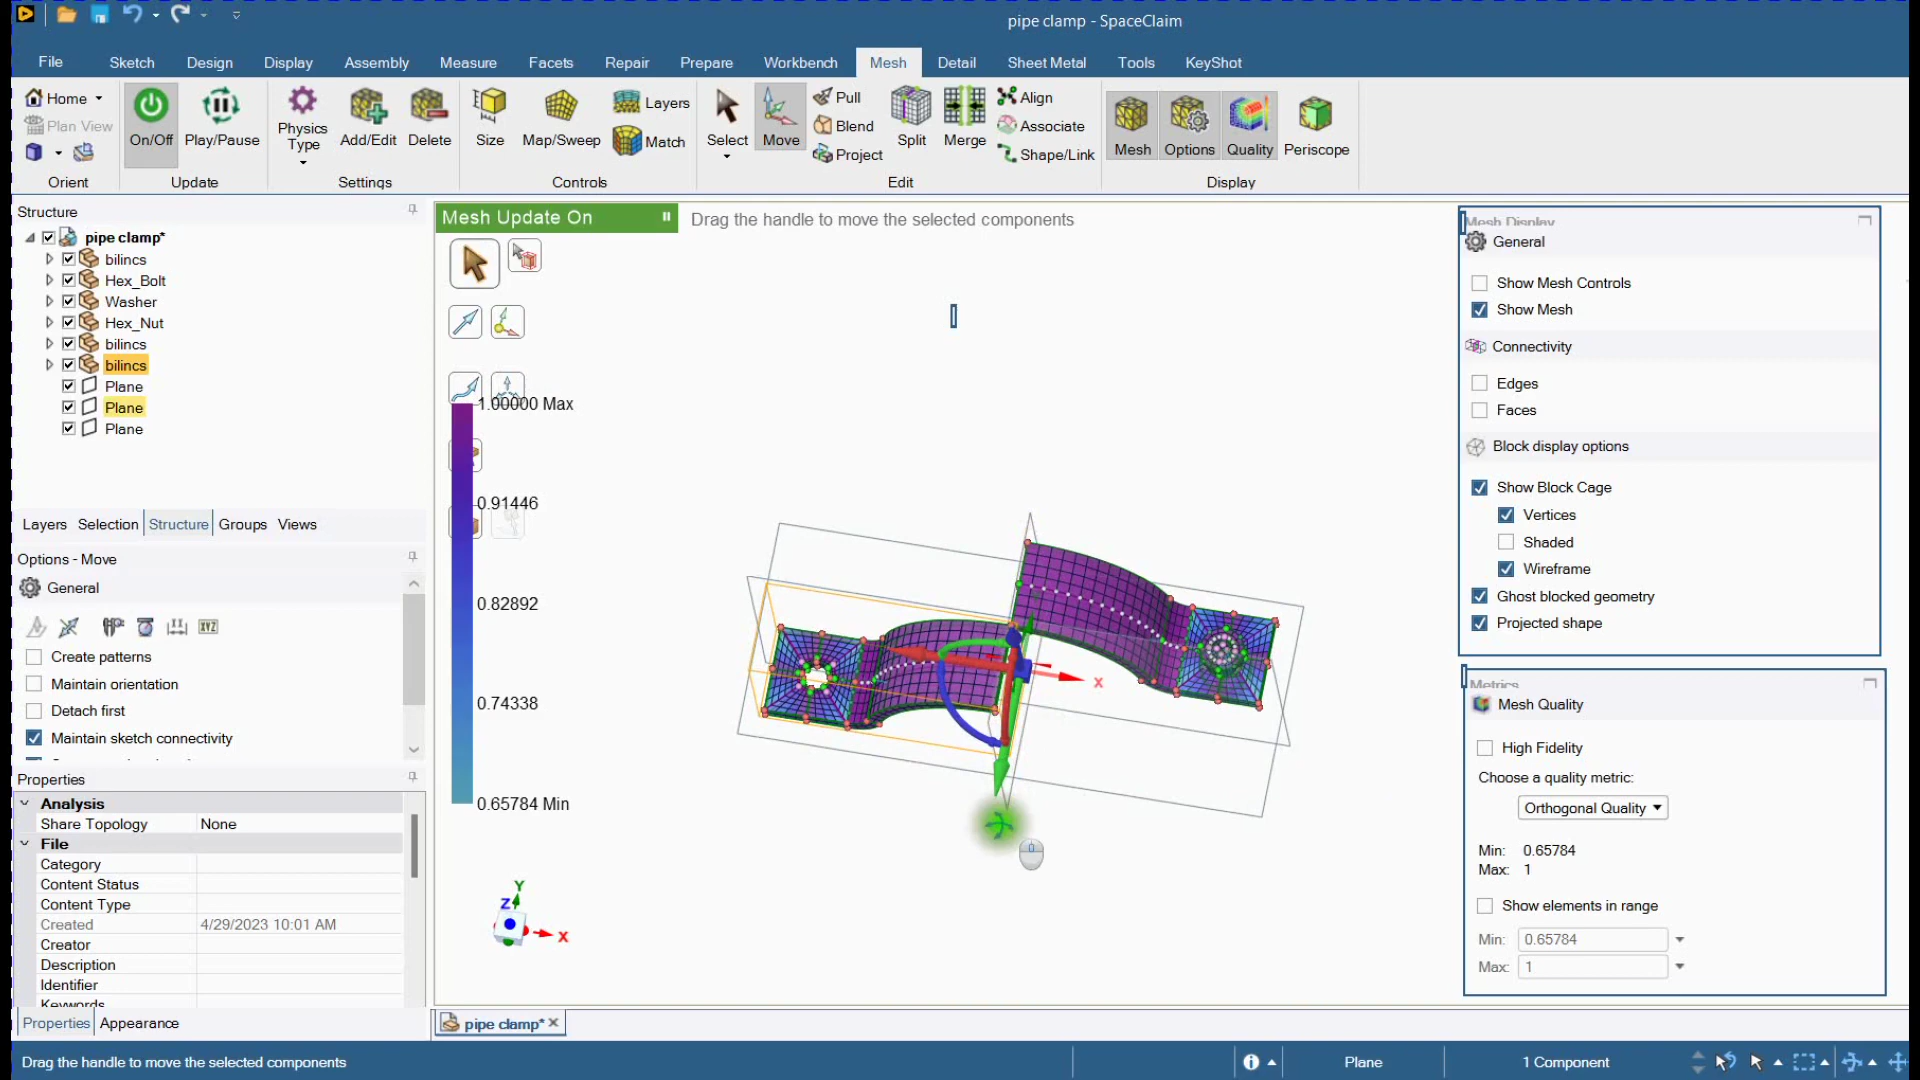 pipe clamp - SpaceClaim
File Sketch Design Display Assembly Measure Facets Repair Prepare Workbench Mesh Detail Sheet Metal Tools KeyShot
Home
Plan View
Orient
On/Off
Play/Pause
Update
Physics
Type
Add/Edit
Delete
Settings
Size
Map/Sweep
Layers
Match
Controls
Select
Move
Pull
Blend
Project
Split
Merge
Align
Associate
Shape/Link
Edit
Mesh
Options
Quality
Periscope
Display
Structure
pipe clamp*
bilincs
Hex_Bolt
Washer
Hex_Nut
bilincs
bilincs
Plane
Plane
Plane
Layers Selection Structure Groups Views
Options - Move
General
XYZ
Create patterns
Maintain orientation
Detach first
Maintain sketch connectivity
Properties
Analysis
Share Topology None
File
Category
Content Status
Content Type
Created 4/29/2023 10:01 AM
Creator
Description
Identifier
Keywords
Properties Appearance
Mesh Update On
Drag the handle to move the selected components
1.00000 Max
0.91446
0.82892
0.74338
0.65784 Min
X
Y
Z
X
Mesh Display
General
Show Mesh Controls
Show Mesh
Connectivity
Edges
Faces
Block display options
Show Block Cage
Vertices
Shaded
Wireframe
Ghost blocked geometry
Projected shape
Metrics
Mesh Quality
High Fidelity
Choose a quality metric:
Orthogonal Quality
Min: 0.65784
Max: 1
Show elements in range
Min: 0.65784
Max: 1
pipe clamp*
Drag the handle to move the selected components
Plane
1 Component